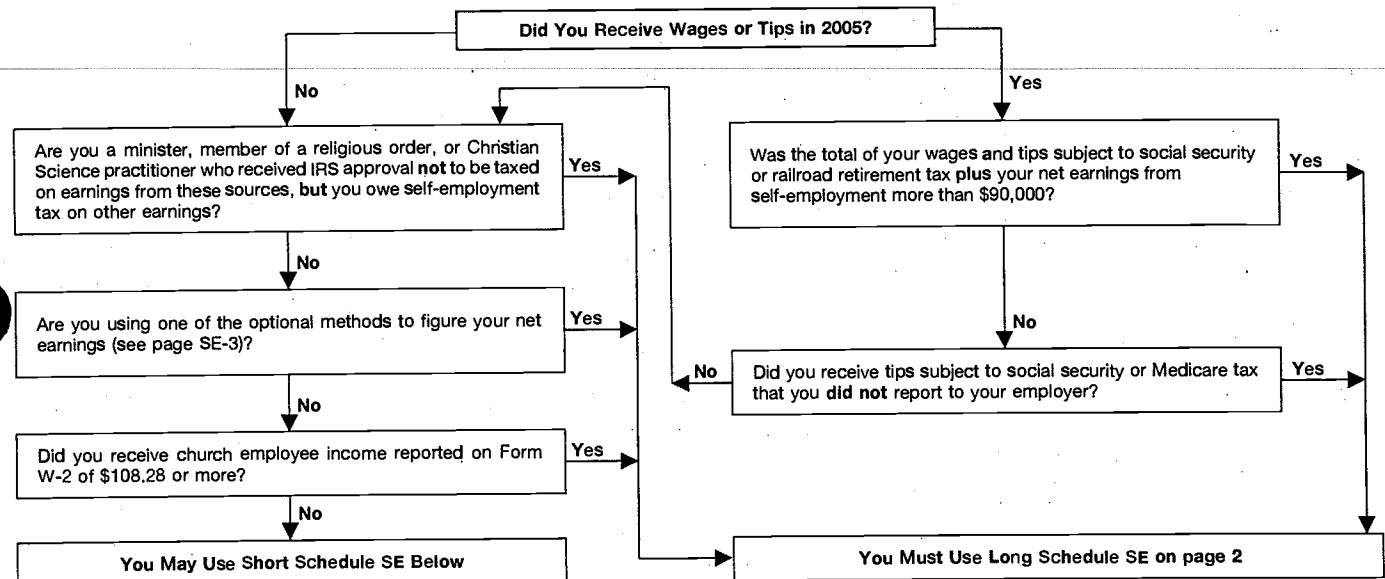 Did You Receive Wages or Tips in 2005?
No
Yes
Are you a minister, member of a religious order, or Christian
Science practitioner who received IRS approval not to be taxed
on earnings from these sources, but you owe self-employment
tax on other earnings?
Yes
Was the total of your wages and tips subject to social security
or railroad retirement tax plus your net earnings from
self-employment more than $90,000?
Yes
No
No
Are you using one of the optional methods to figure your net
earnings (see page SE-3)?
Yes
No
Did you receive tips subject to social security or Medicare tax
that you did not report to your employer?
Yes
No
Did you receive church employee income reported on Form
W-2 of $108.28 or more?
Yes
No
You May Use Short Schedule SE Below
You Must Use Long Schedule SE on page 2